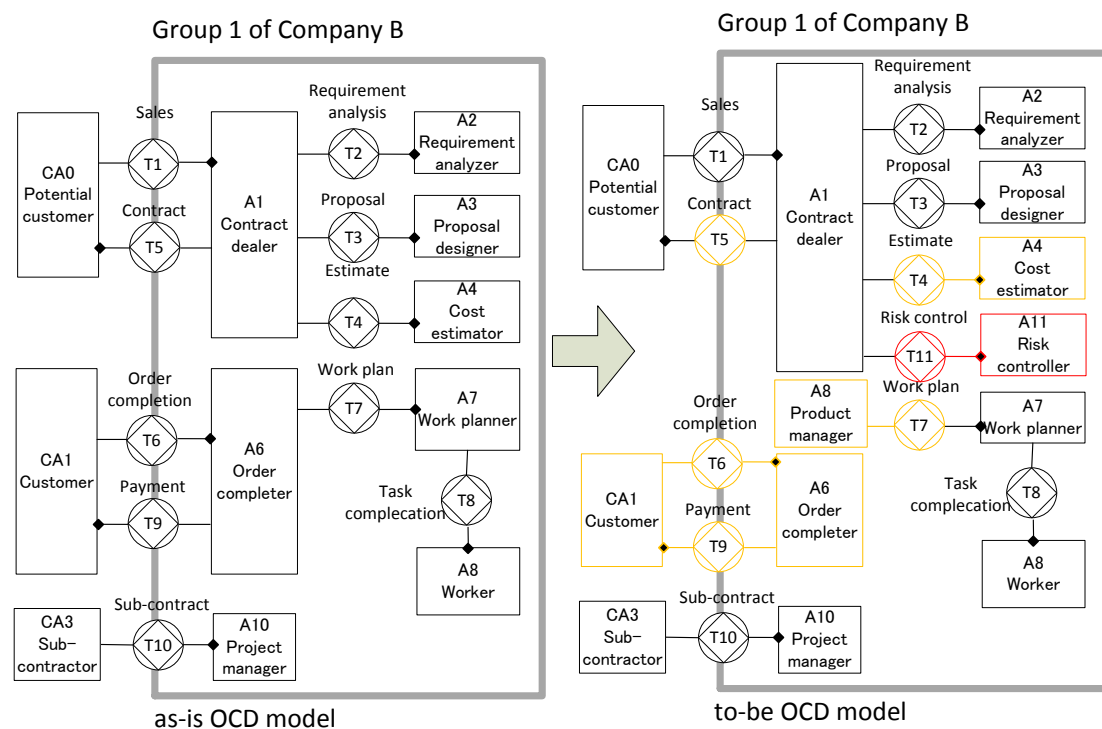 Group 1 of Company B
Sales
Requirement
analysis
CA0
Potential
customer
T1
T2
A2
Requirement
analyzer
Contract
A1
Contract
dealer
Proposal
T5
T3
A3
Proposal
designer
Estimate
T4
A4
Cost
estimator
Order
completion
Work plan
T6
T7
A7
Work planner
CA1
Customer
A6
Order
completer
Payment
T9
Task
complecation
T8
A8
Worker
Sub-contract
CA3
Sub-
contractor
T10
A10
Project
manager
as-is OCD model
Group 1 of Company B
Requirement
analysis
Sales
T2
A2
Requirement
analyzer
CA0
Potential
customer
T1
A1
Contract
dealer
Proposal
T3
A3
Proposal
designer
Contract
T5
Estimate
T4
A4
Cost
estimator
Risk control
T11
A11
Risk
controller
Work plan
A8
Product
manager
T7
A7
Work planner
Order
completion
T6
CA1
Customer
A6
Order
completer
Payment
T9
Task
complecation
T8
A8
Worker
Sub-contract
CA3
Sub-
contractor
T10
A10
Project
manager
to-be OCD model